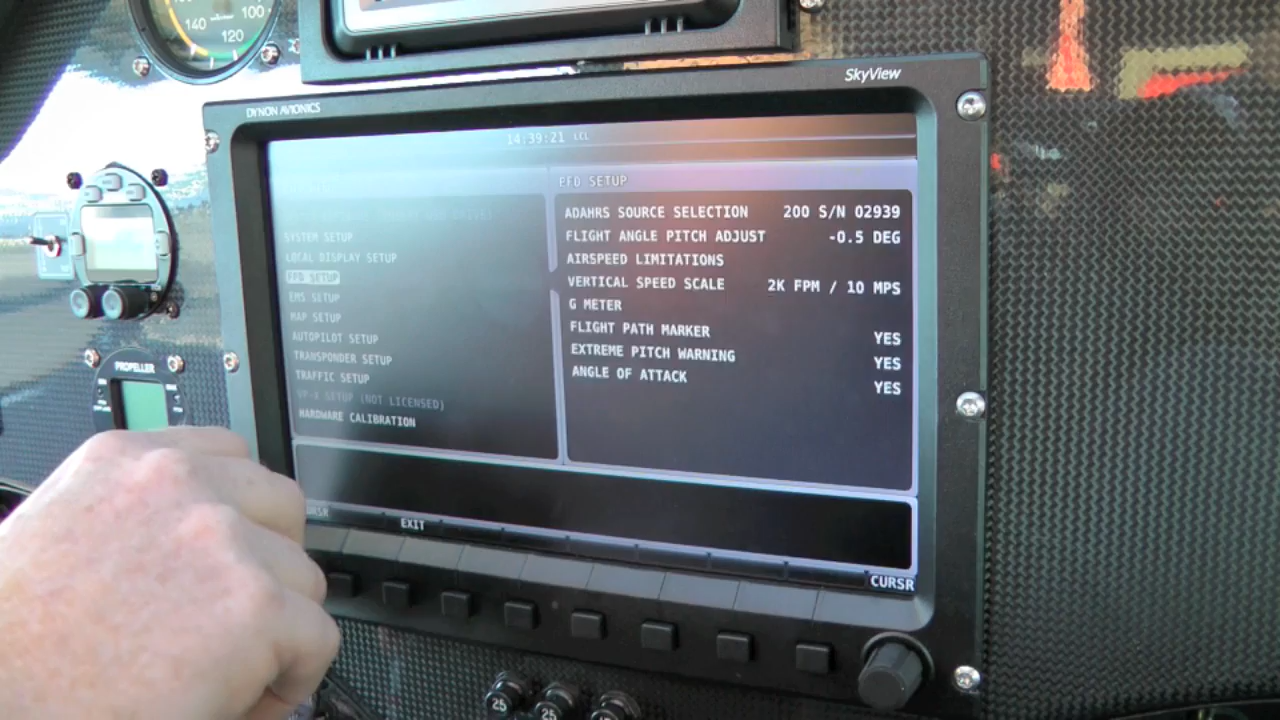 140
100
120
SkyView
DYNON AVIONICS
14:39:21 LCL
SYSTEM SETUP
LOCAL DISPLAY SETUP
PFD SETUP
EMS SETUP
MAP SETUP
AUTOPILOT SETUP
TRANSPONDER SETUP
TRAFFIC SETUP
VP-X SETUP (NOT LICENSED)
HARDWARE CALIBRATION
PFD SETUP
ADAHRS SOURCE SELECTION 200 S/N 02939
FLIGHT ANGLE PITCH ADJUST -0.5 DEG
AIRSPEED LIMITATIONS
VERTICAL SPEED SCALE 2K FPM / 10 MPS
G METER
FLIGHT PATH MARKER YES
EXTREME PITCH WARNING YES
ANGLE OF ATTACK YES
CURSR
EXIT
CURSR
PROPELLER
25
25